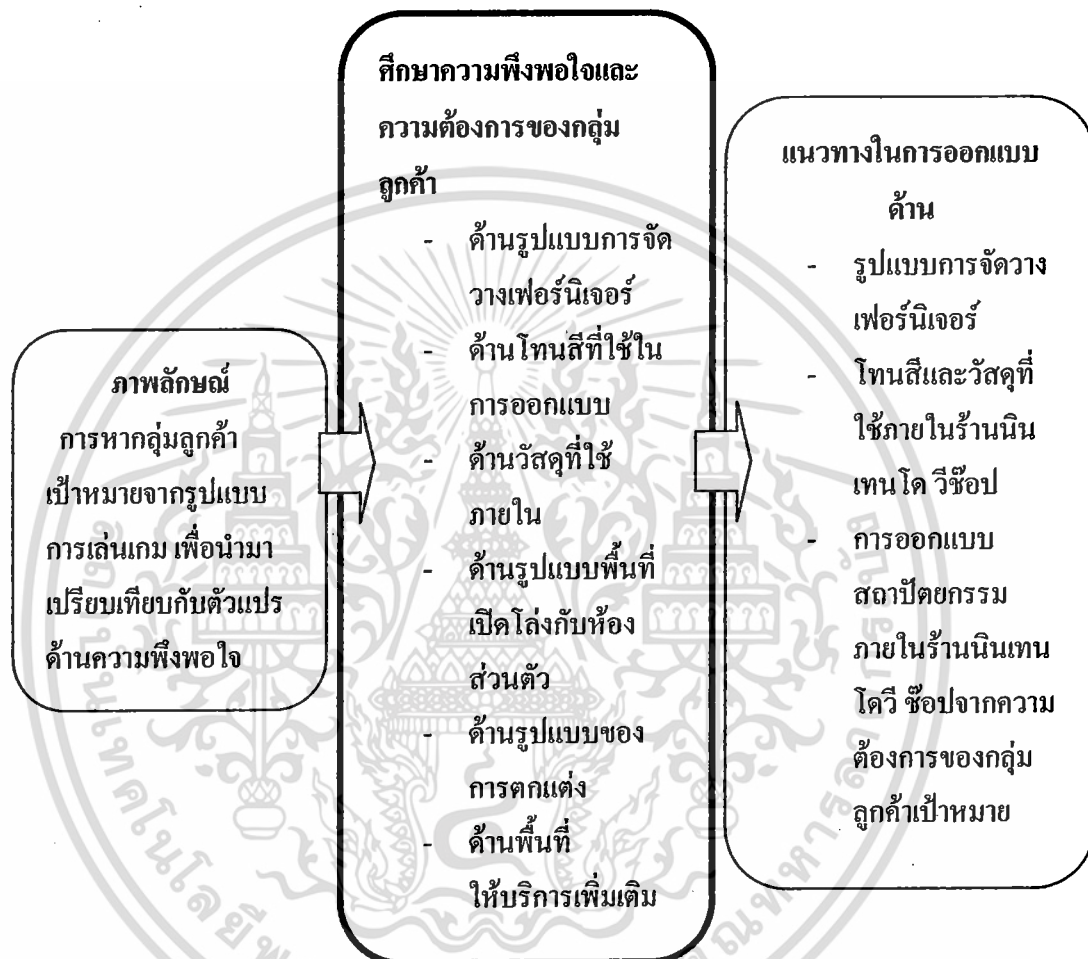 ภาพลักษณ์
การหากลุ่มลูกค้า
เป้าหมายจากรูปแบบ
การเล่นเกม เพื่อนำมา
เปรียบเทียบกับตัวแปร
ด้านความพึงพอใจ
ศึกษาความพึงพอใจและ
ความต้องการของกลุ่ม
ลูกค้า
- ด้านรูปแบบการจัด
วางเฟอร์นิเจอร์
- ด้านโทนสีที่ใช้ใน
การออกแบบ
- ด้านวัสดุที่ใช้
ภายใน
- ด้านรูปแบบพื้นที่
เปิดโล่งกับห้อง
ส่วนตัว
- ด้านรูปแบบของ
การตกแต่ง
- ด้านพื้นที่
ให้บริการเพิ่มเติม
แนวทางในการออกแบบ
ด้าน
- รูปแบบการจัดวาง
เฟอร์นิเจอร์
- โทนสีและวัสดุที่
ใช้ภายในร้านนิน
เทนโด วีช๊อป
- การออกแบบ
สถาปัตยกรรม
ภายในร้านนินเทน
โดวี ช๊อปจากความ
ต้องการของกลุ่ม
ลูกค้าเป้าหมาย